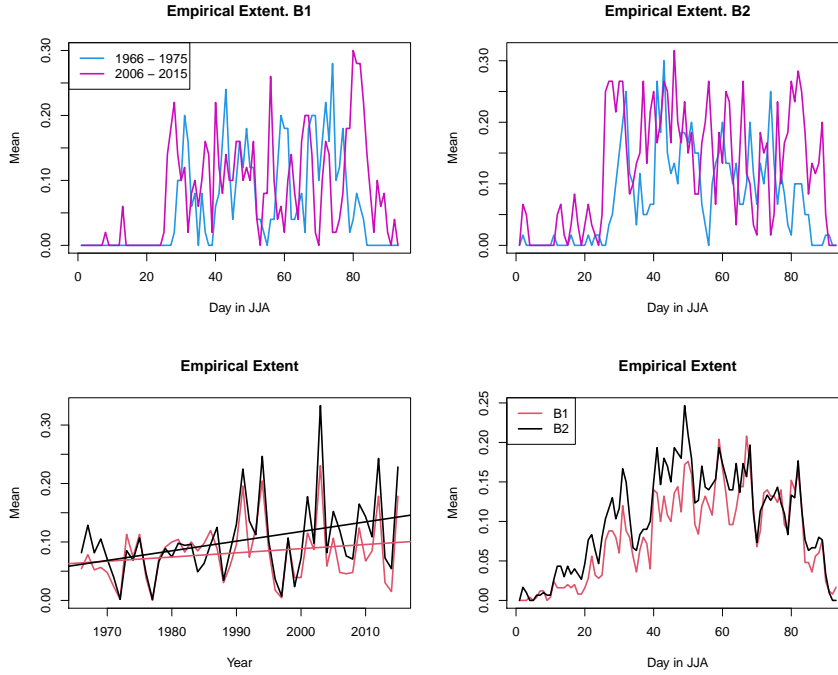 Empirical Extent. B1
Mean
0.00 0.10 0.20 0.30
1966 − 1975
2006 − 2015
0 20 40 60 80
Day in JJA
Empirical Extent. B2
Mean
0.00 0.10 0.20 0.30
0 20 40 60 80
Day in JJA
Empirical Extent
Mean
0.00 0.10 0.20 0.30
1970 1980 1990 2000 2010
Year
Empirical Extent
Mean
0.00 0.05 0.10 0.15 0.20 0.25
B1
B2
0 20 40 60 80
Day in JJA